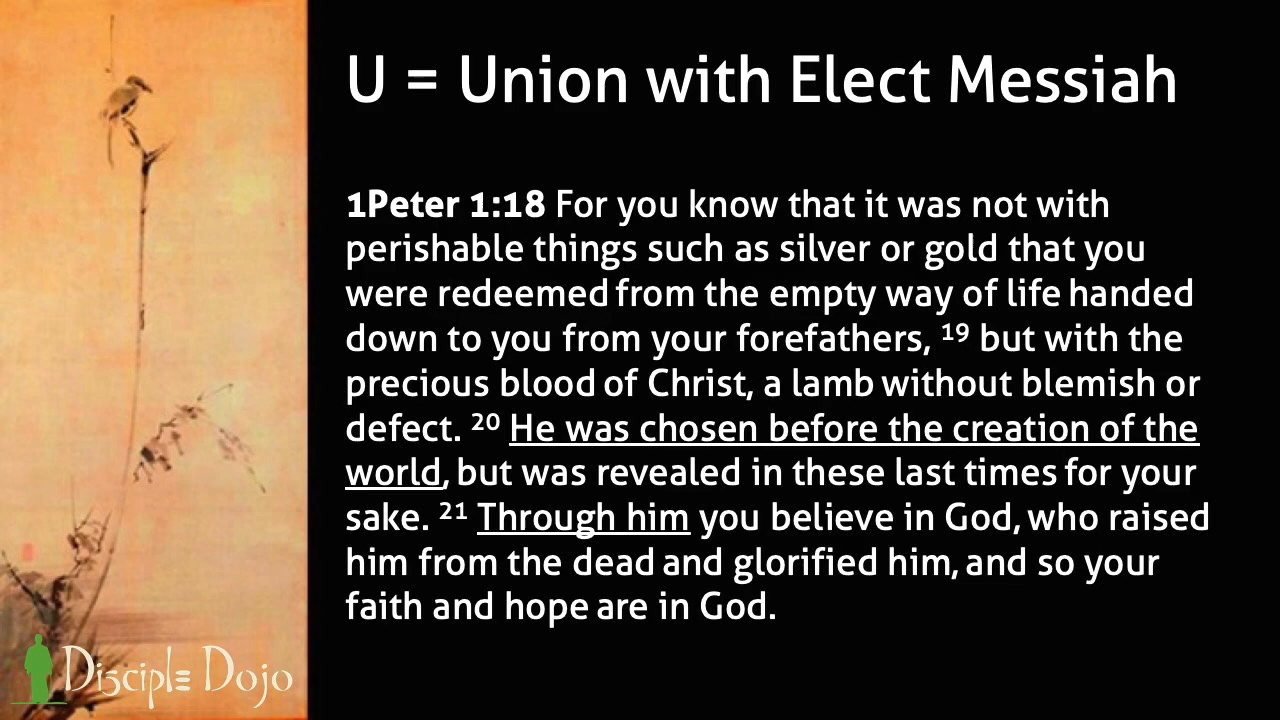 U = Union with Elect Messiah
1Peter 1:18 For you know that it was not with
perishable things such as silver or gold that you
were redeemed from the empty way of life handed
down to you from your forefathers, ¹⁹ but with the
precious blood of Christ, a lamb without blemish or
defect. ²⁰ He was chosen before the creation of the
world, but was revealed in these last times for your
sake. ²¹ Through him you believe in God, who raised
him from the dead and glorified him, and so your
faith and hope are in God.
Disciple Dojo